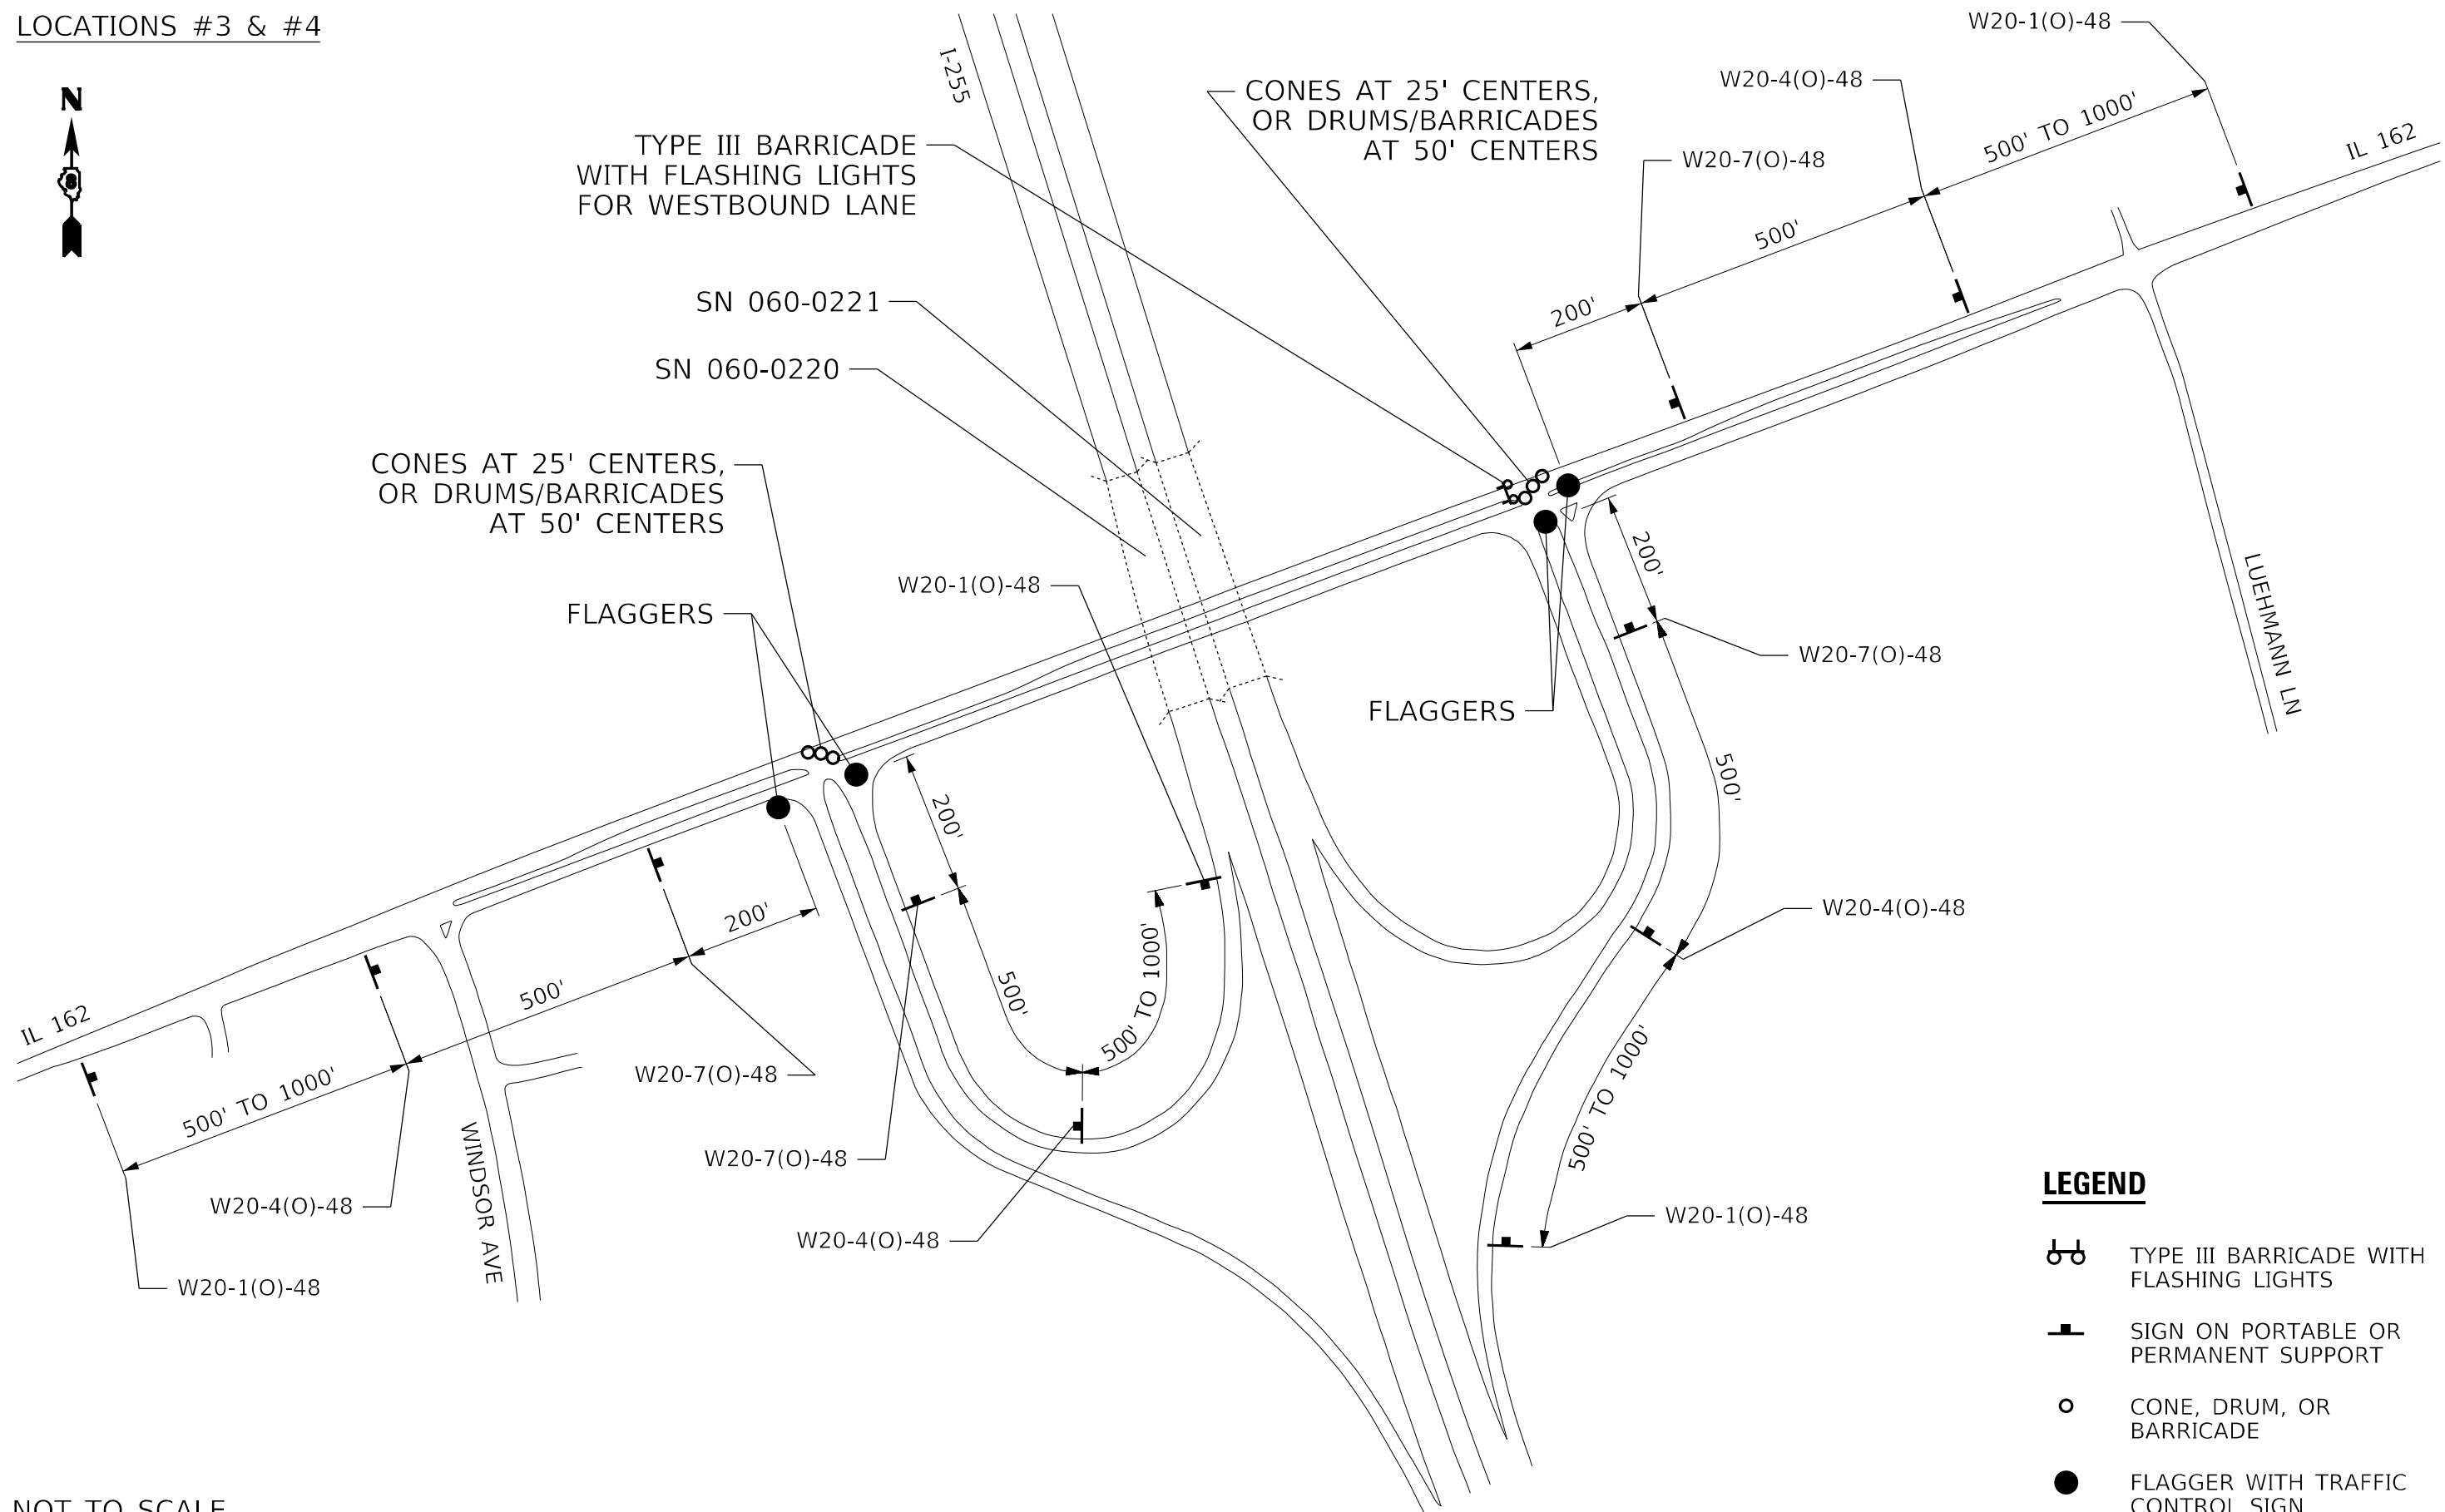 LOCATIONS #3 & #4
N
8
I-255
W20-1(O)-48
W20-4(O)-48
W20-7(O)-48
500' TO 1000'
500'
200'
IL 162
CONES AT 25' CENTERS,
OR DRUMS/BARRICADES
AT 50' CENTERS
TYPE III BARRICADE
WITH FLASHING LIGHTS
FOR WESTBOUND LANE
SN 060-0221
SN 060-0220
CONES AT 25' CENTERS,
OR DRUMS/BARRICADES
AT 50' CENTERS
FLAGGERS
W20-1(O)-48
FLAGGERS
200'
W20-7(O)-48
500'
W20-4(O)-48
500' TO 1000'
W20-1(O)-48
LUEHMANN LN
200'
500'
500' TO 1000'
200'
500'
500' TO 1000'
IL 162
W20-7(O)-48
W20-7(O)-48
W20-4(O)-48
W20-4(O)-48
W20-1(O)-48
WINDSOR AVE
LEGEND
TYPE III BARRICADE WITH
FLASHING LIGHTS
SIGN ON PORTABLE OR
PERMANENT SUPPORT
CONE, DRUM, OR
BARRICADE
FLAGGER WITH TRAFFIC
CONTROL SIGN
NOT TO SCALE